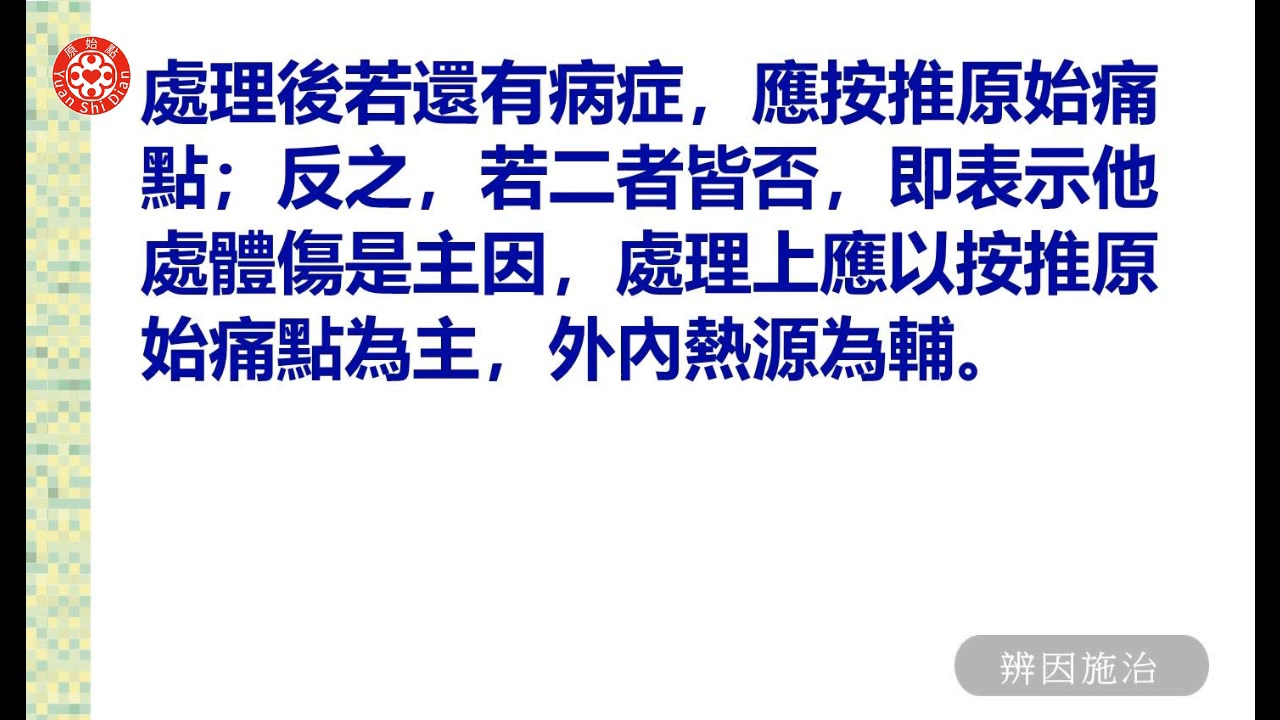 原始點
Yuan Shi Dian
處理後若還有病症，應按推原始痛
點；反之，若二者皆否，即表示他
處體傷是主因，處理上應以按推原
始痛點為主，外內熱源為輔。
辨因施治